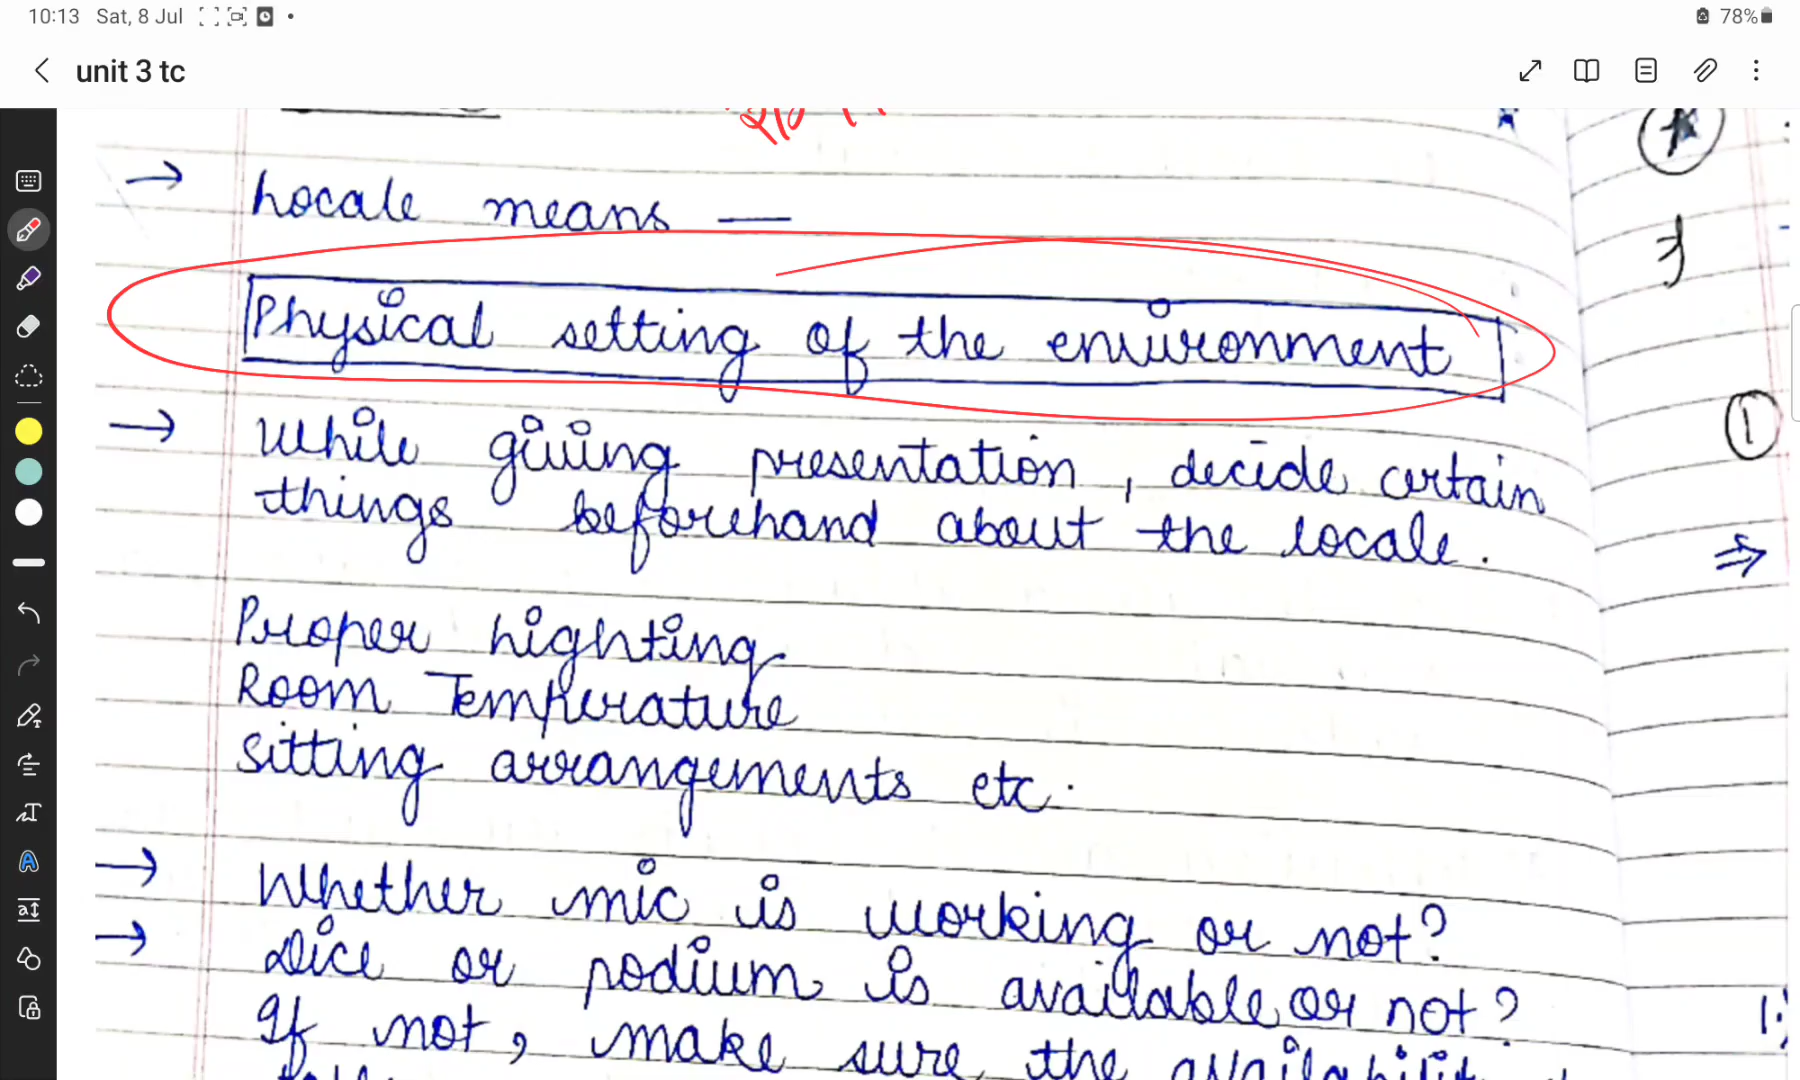 10:13 Sat, 8 Jul
78%
unit 3 tc
→ Locale means —
Physical setting of the environment
→ While giving presentation, decide certain
things beforehand about the locale.
Proper Lighting
Room Temperature
Sitting arrangements etc.
→ Whether mic is working or not?
→ Dice or podium is available or not?
If not, make sure the
1